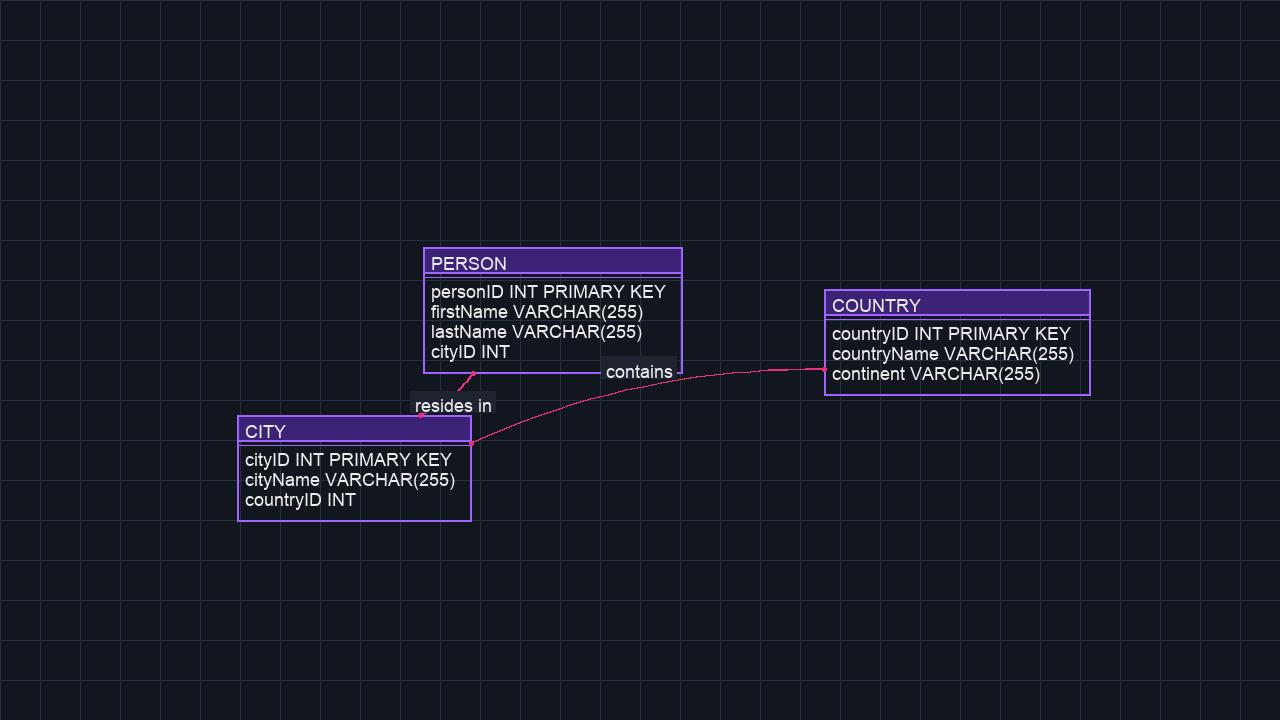 PERSON
personID INT PRIMARY KEY
firstName VARCHAR(255)
lastName VARCHAR(255)
cityID INT
COUNTRY
countryID INT PRIMARY KEY
countryName VARCHAR(255)
continent VARCHAR(255)
contains
resides in
CITY
cityID INT PRIMARY KEY
cityName VARCHAR(255)
countryID INT